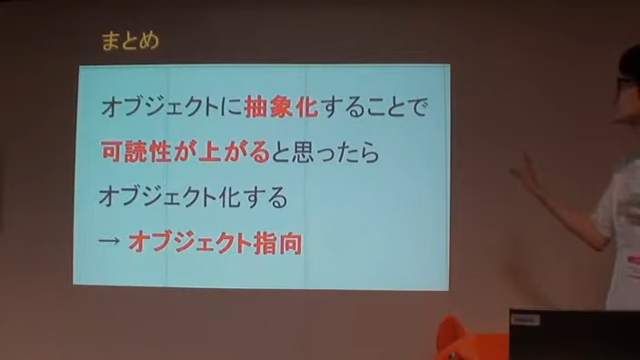 まとめ
オブジェクトに抽象化することで
可読性が上がると思ったら
オブジェクト化する
→ オブジェクト指向